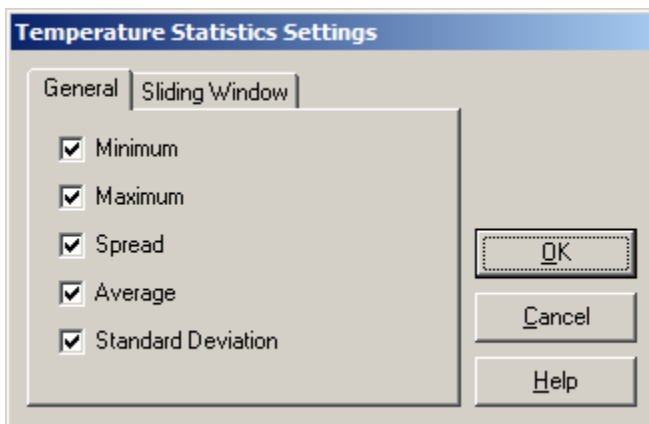 Temperature Statistics Settings
General
Sliding Window
Minimum
Maximum
Spread
Average
Standard Deviation
OK
Cancel
Help